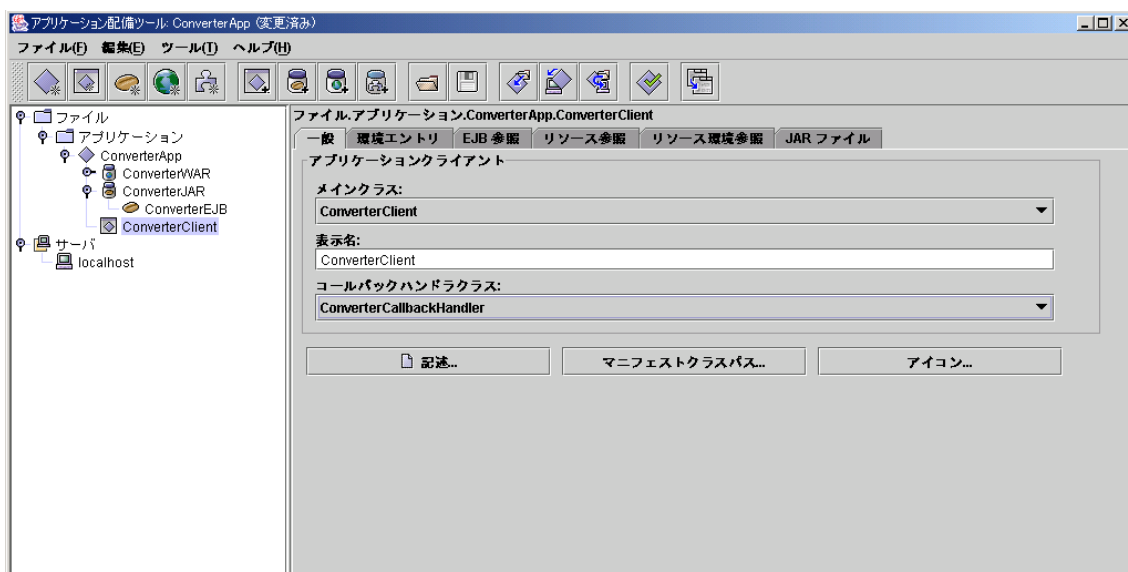 アプリケーション配備ツール: ConverterApp (変更済み)
ファイル(F) 編集(E) ツール(T) ヘルプ(H)
ファイル
アプリケーション
ConverterApp
ConverterWAR
ConverterJAR
ConverterEJB
ConverterClient
サーバ
localhost
ファイル.アプリケーション.ConverterApp.ConverterClient
一般 環境エントリ EJB 参照 リソース参照 リソース環境参照 JAR ファイル
アプリケーションクライアント
メインクラス:
ConverterClient
表示名:
ConverterClient
コールバックハンドラクラス:
ConverterCallbackHandler
記述... マニフェストクラスパス... アイコン...